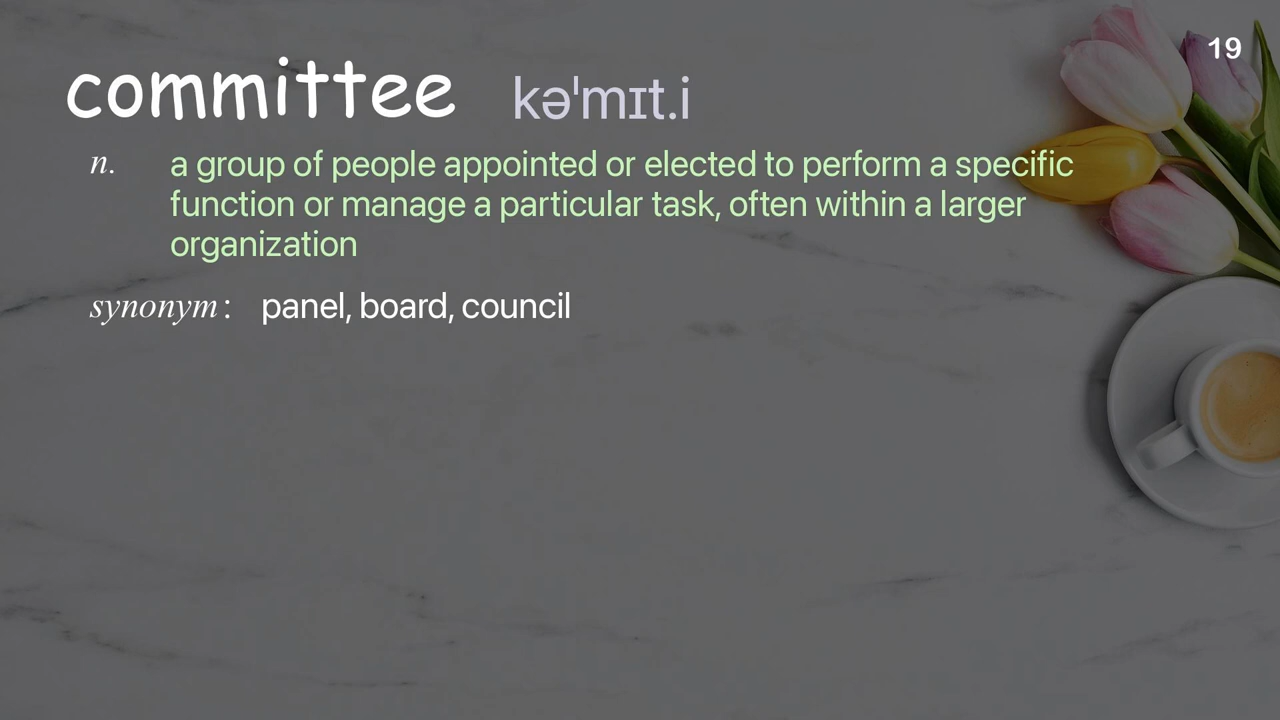 19
committee kəˈmɪt.i
n. a group of people appointed or elected to perform a specific
function or manage a particular task, often within a larger
organization
synonym: panel, board, council